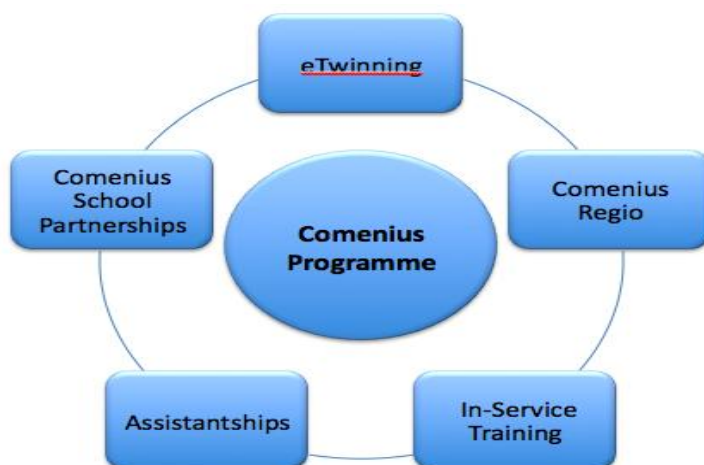 eTwinning
Comenius
School
Partnerships
Comenius
Regio
Comenius
Programme
Assistantships
In-Service
Training